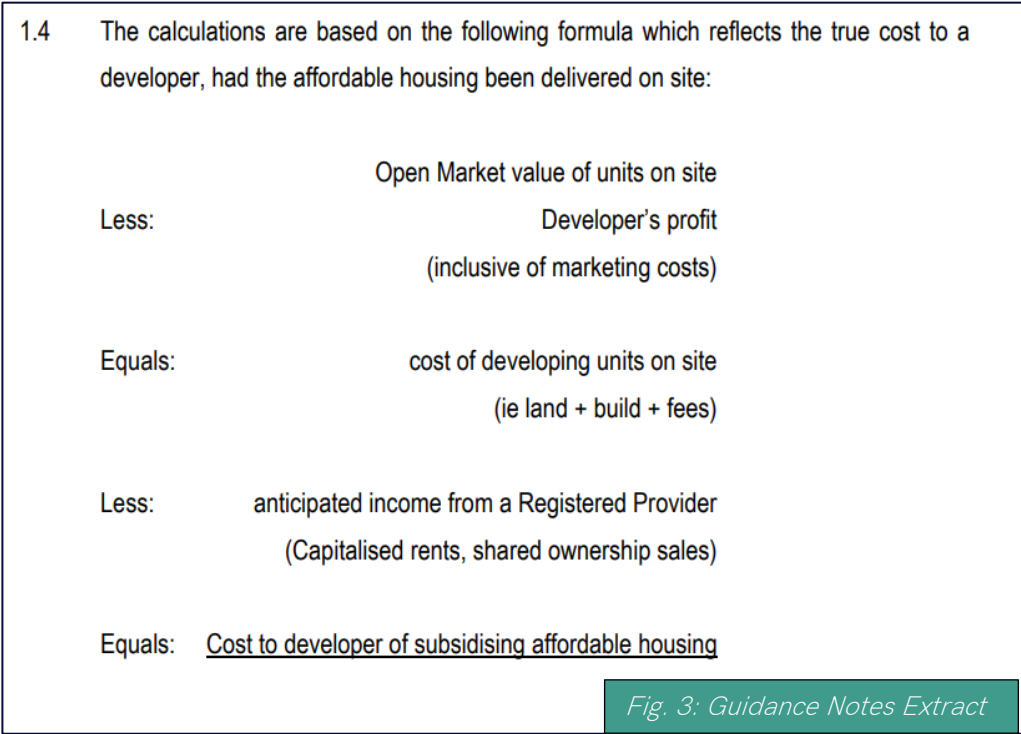 1.4 The calculations are based on the following formula which reflects the true cost to a
developer, had the affordable housing been delivered on site:
Open Market value of units on site
Less: Developer's profit
(inclusive of marketing costs)
Equals: cost of developing units on site
(ie land + build + fees)
Less: anticipated income from a Registered Provider
(Capitalised rents, shared ownership sales)
Equals: Cost to developer of subsidising affordable housing
Fig. 3: Guidance Notes Extract